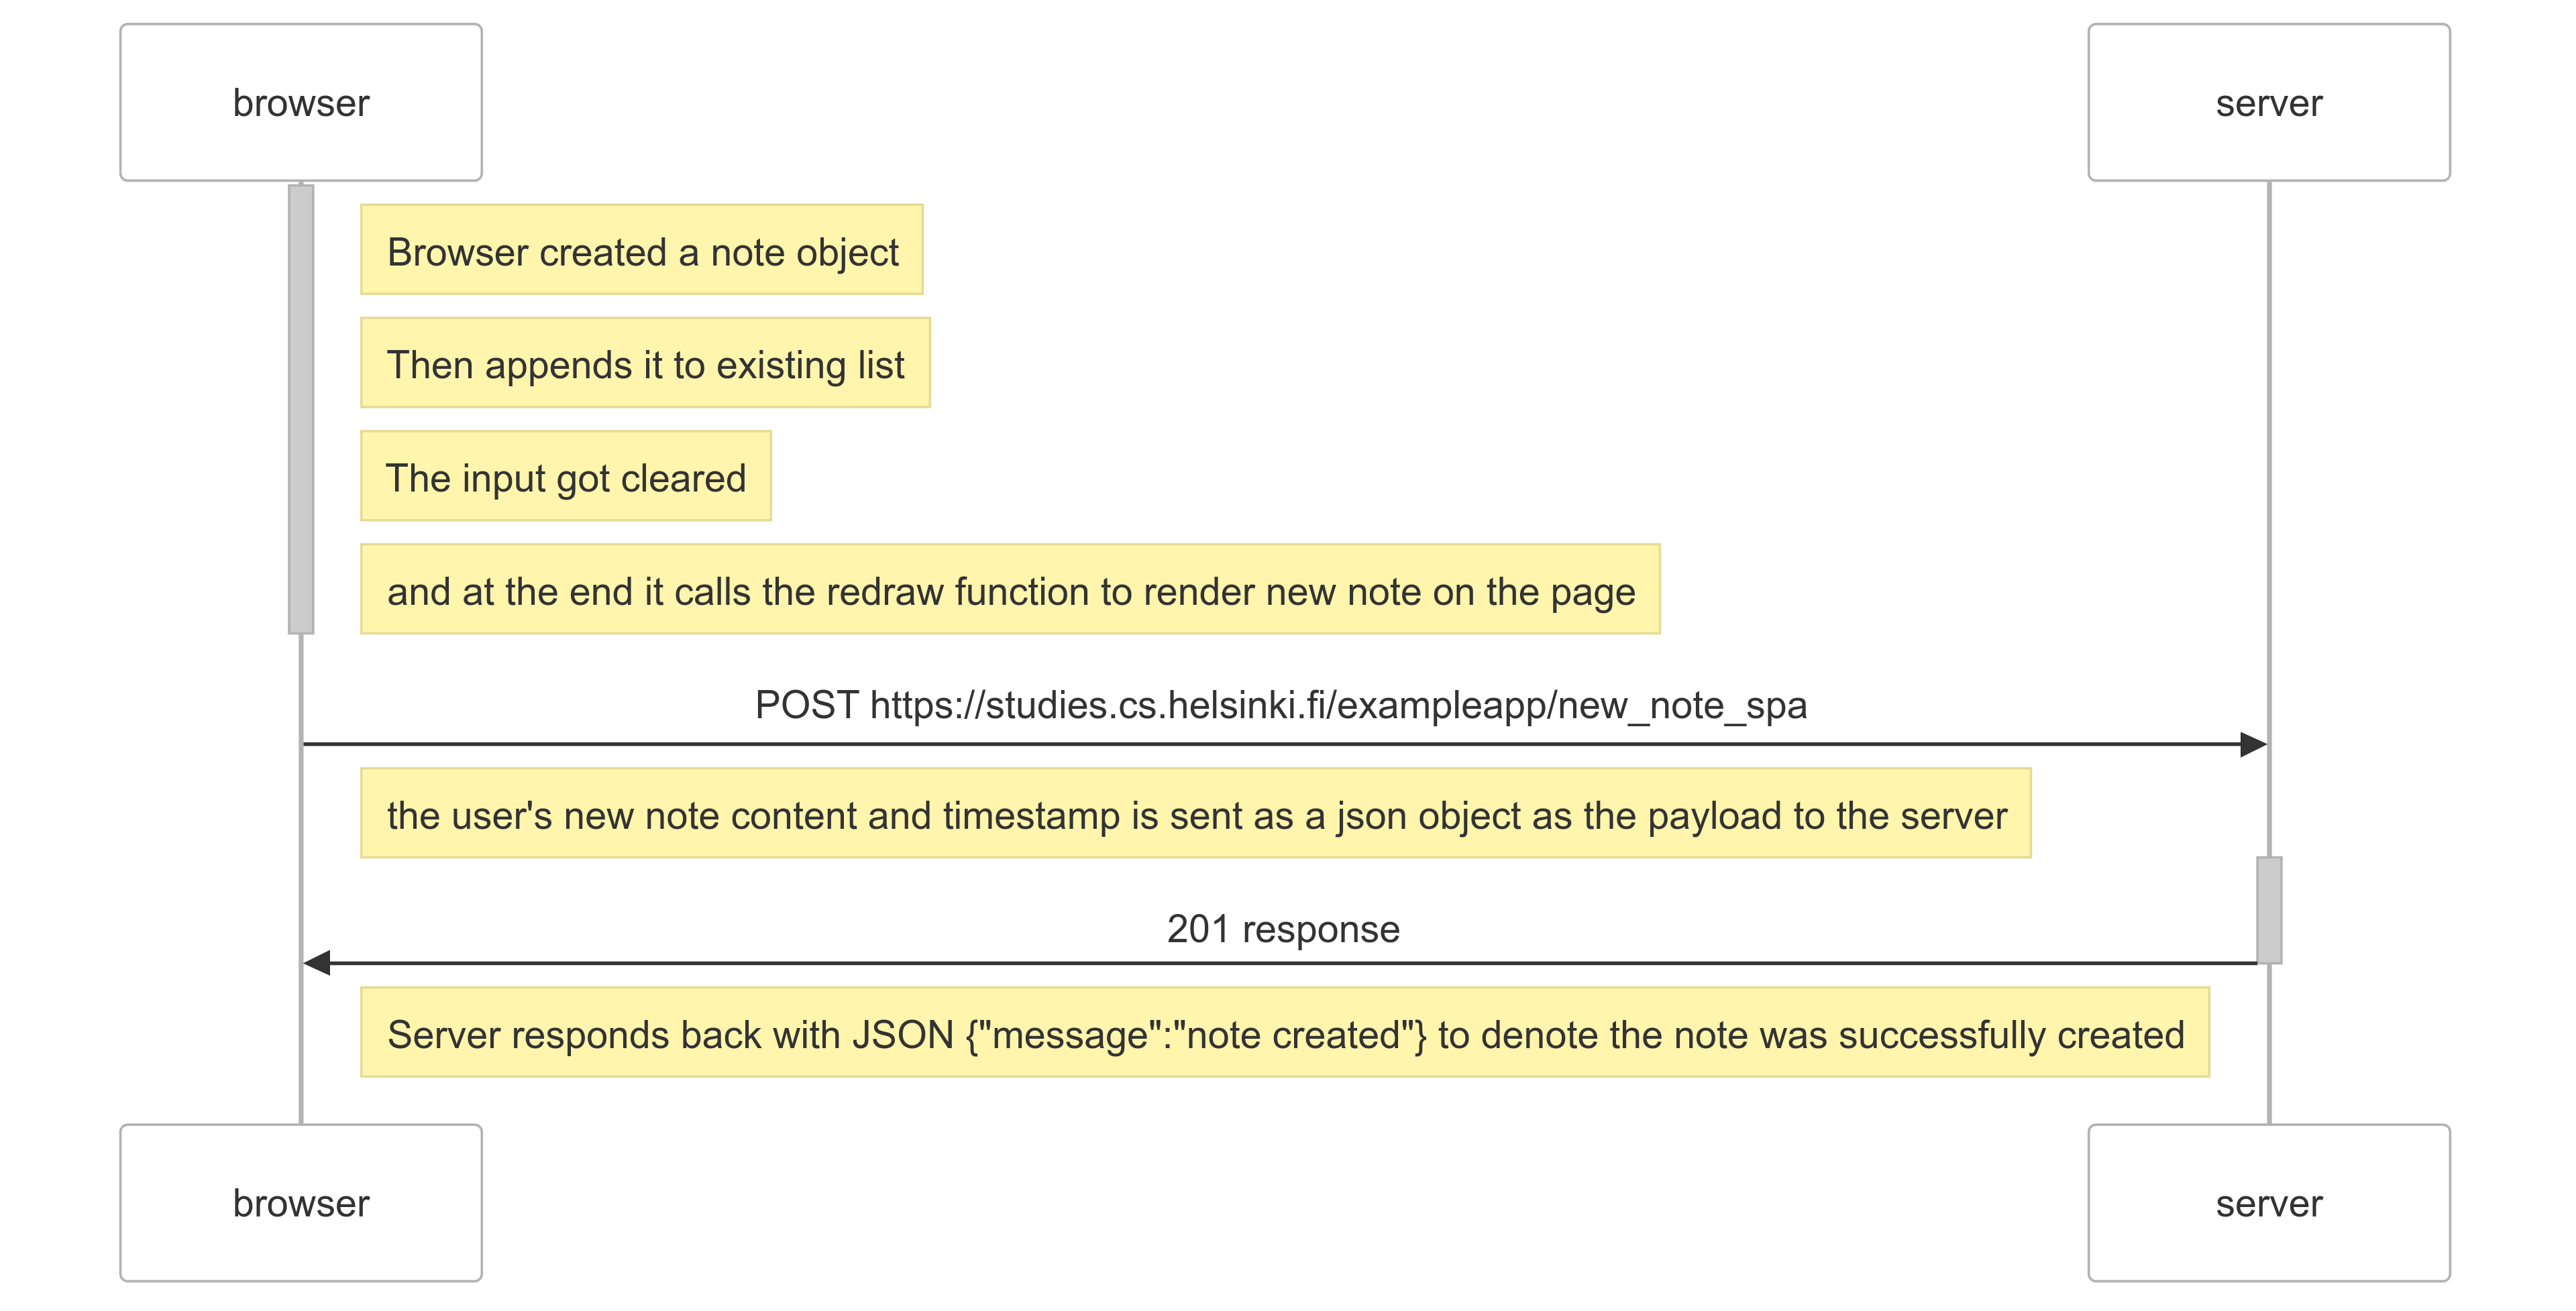 browser
server
Browser created a note object
Then appends it to existing list
The input got cleared
and at the end it calls the redraw function to render new note on the page
POST https://studies.cs.helsinki.fi/exampleapp/new_note_spa
the user's new note content and timestamp is sent as a json object as the payload to the server
201 response
Server responds back with JSON {"message":"note created"} to denote the note was successfully created
browser
server